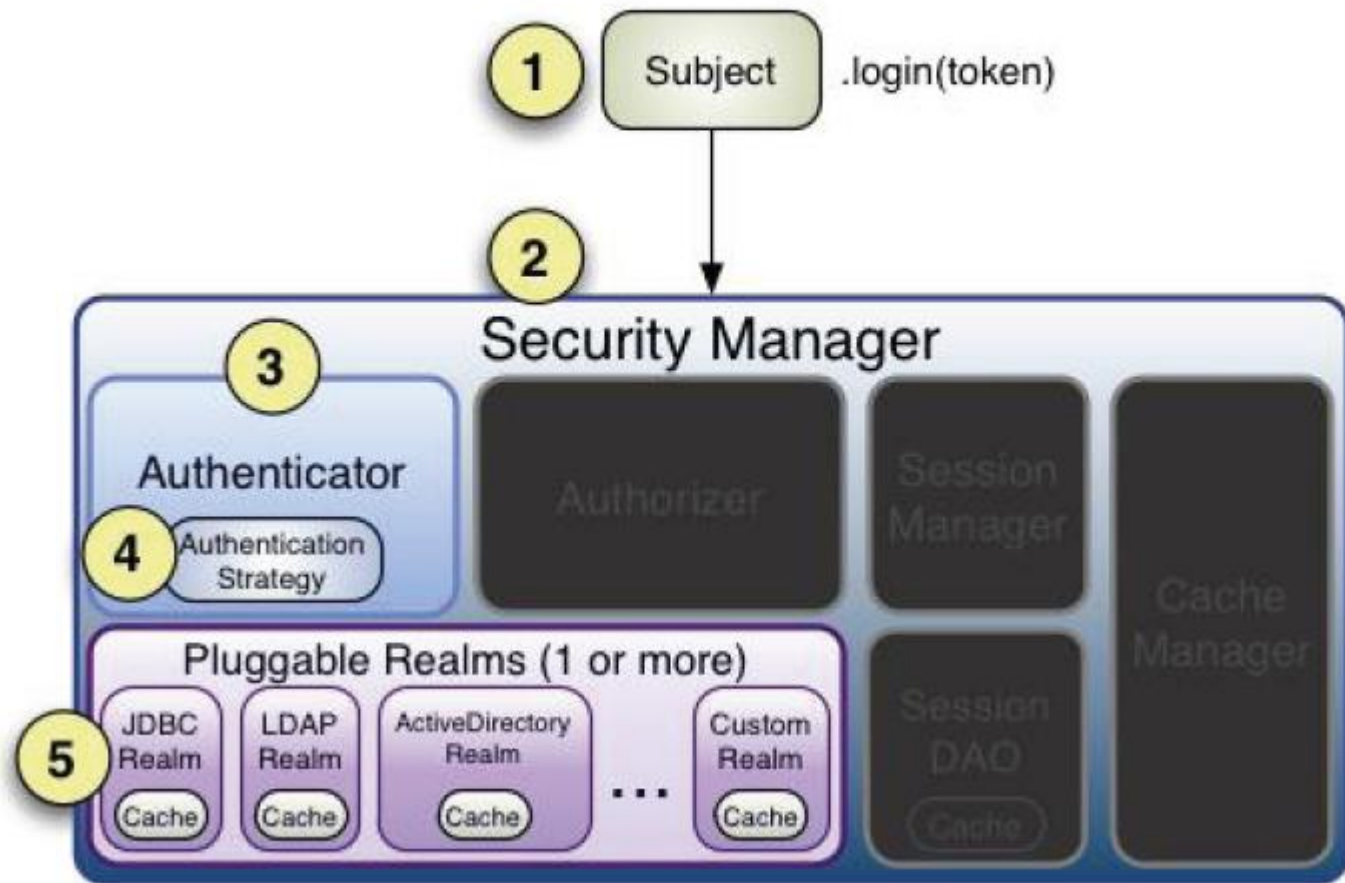 1
Subject
.login(token)
2
Security Manager
3
Authenticator
Authorizer
Session
Manager
Cache
Manager
4
Authentication
Strategy
Pluggable Realms (1 or more)
5
JDBC
Realm
Cache
LDAP
Realm
Cache
ActiveDirectory
Realm
Cache
...
Custom
Realm
Cache
Session
DAO
Cache